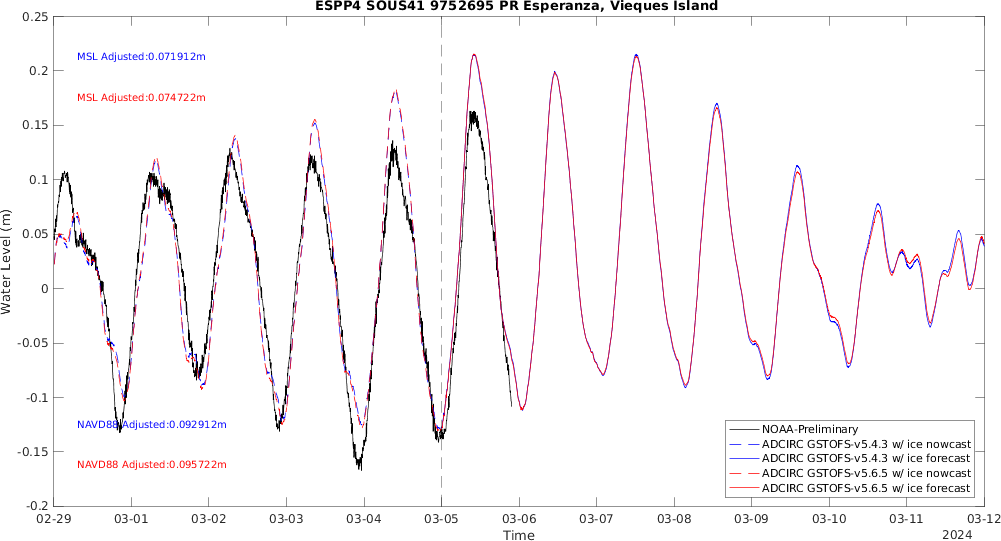 ESPP4 SOUS41 9752695 PR Esperanza, Vieques Island
0.25
0.2
0.15
0.1
0.05
0
-0.05
-0.1
-0.15
-0.2
Water Level (m)
MSL Adjusted:0.071912m
MSL Adjusted:0.074722m
NAVD88 Adjusted:0.092912m
NAVD88 Adjusted:0.095722m
NOAA-Preliminary
ADCIRC GSTOFS-v5.4.3 w/ ice nowcast
ADCIRC GSTOFS-v5.4.3 w/ ice forecast
ADCIRC GSTOFS-v5.6.5 w/ ice nowcast
ADCIRC GSTOFS-v5.6.5 w/ ice forecast
02-29 03-01 03-02 03-03 03-04 03-05 03-06 03-07 03-08 03-09 03-10 03-11 03-12
Time
2024